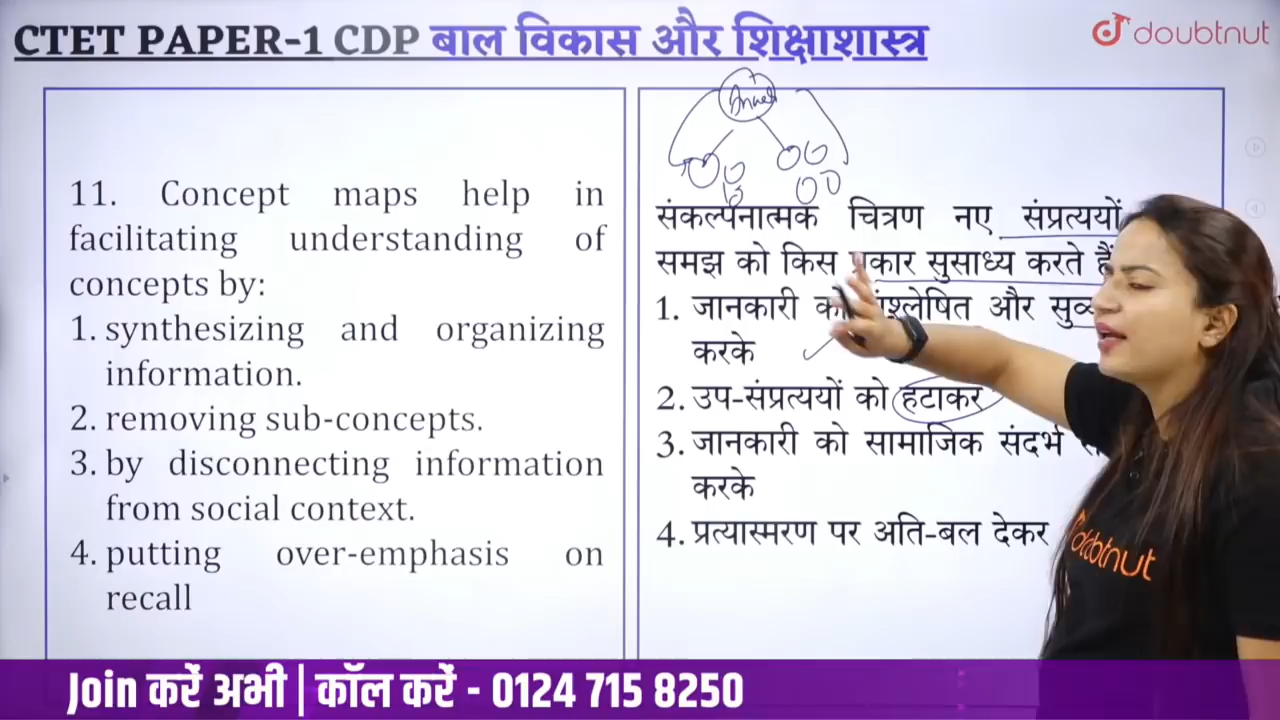 CTET PAPER-1 CDP बाल विकास और शिक्षाशास्त्र
doubtnut
11. Concept maps help in
facilitating understanding of
concepts by:
1. synthesizing and organizing
information.
2. removing sub-concepts.
3. by disconnecting information
from social context.
4. putting over-emphasis on
recall
संकल्पनात्मक चित्रण नए संप्रत्ययों
समझ को किस सुसाध्य करते हैं
1. जानकारी को और
करके
2. उप-संप्रत्ययों को हटाकर
3. जानकारी को सामाजिक संदर्भ
करके
4. प्रत्यास्मरण पर अति-बल देकर
doubtnut
Join करें अभी | कॉल करें - 0124 715 8250